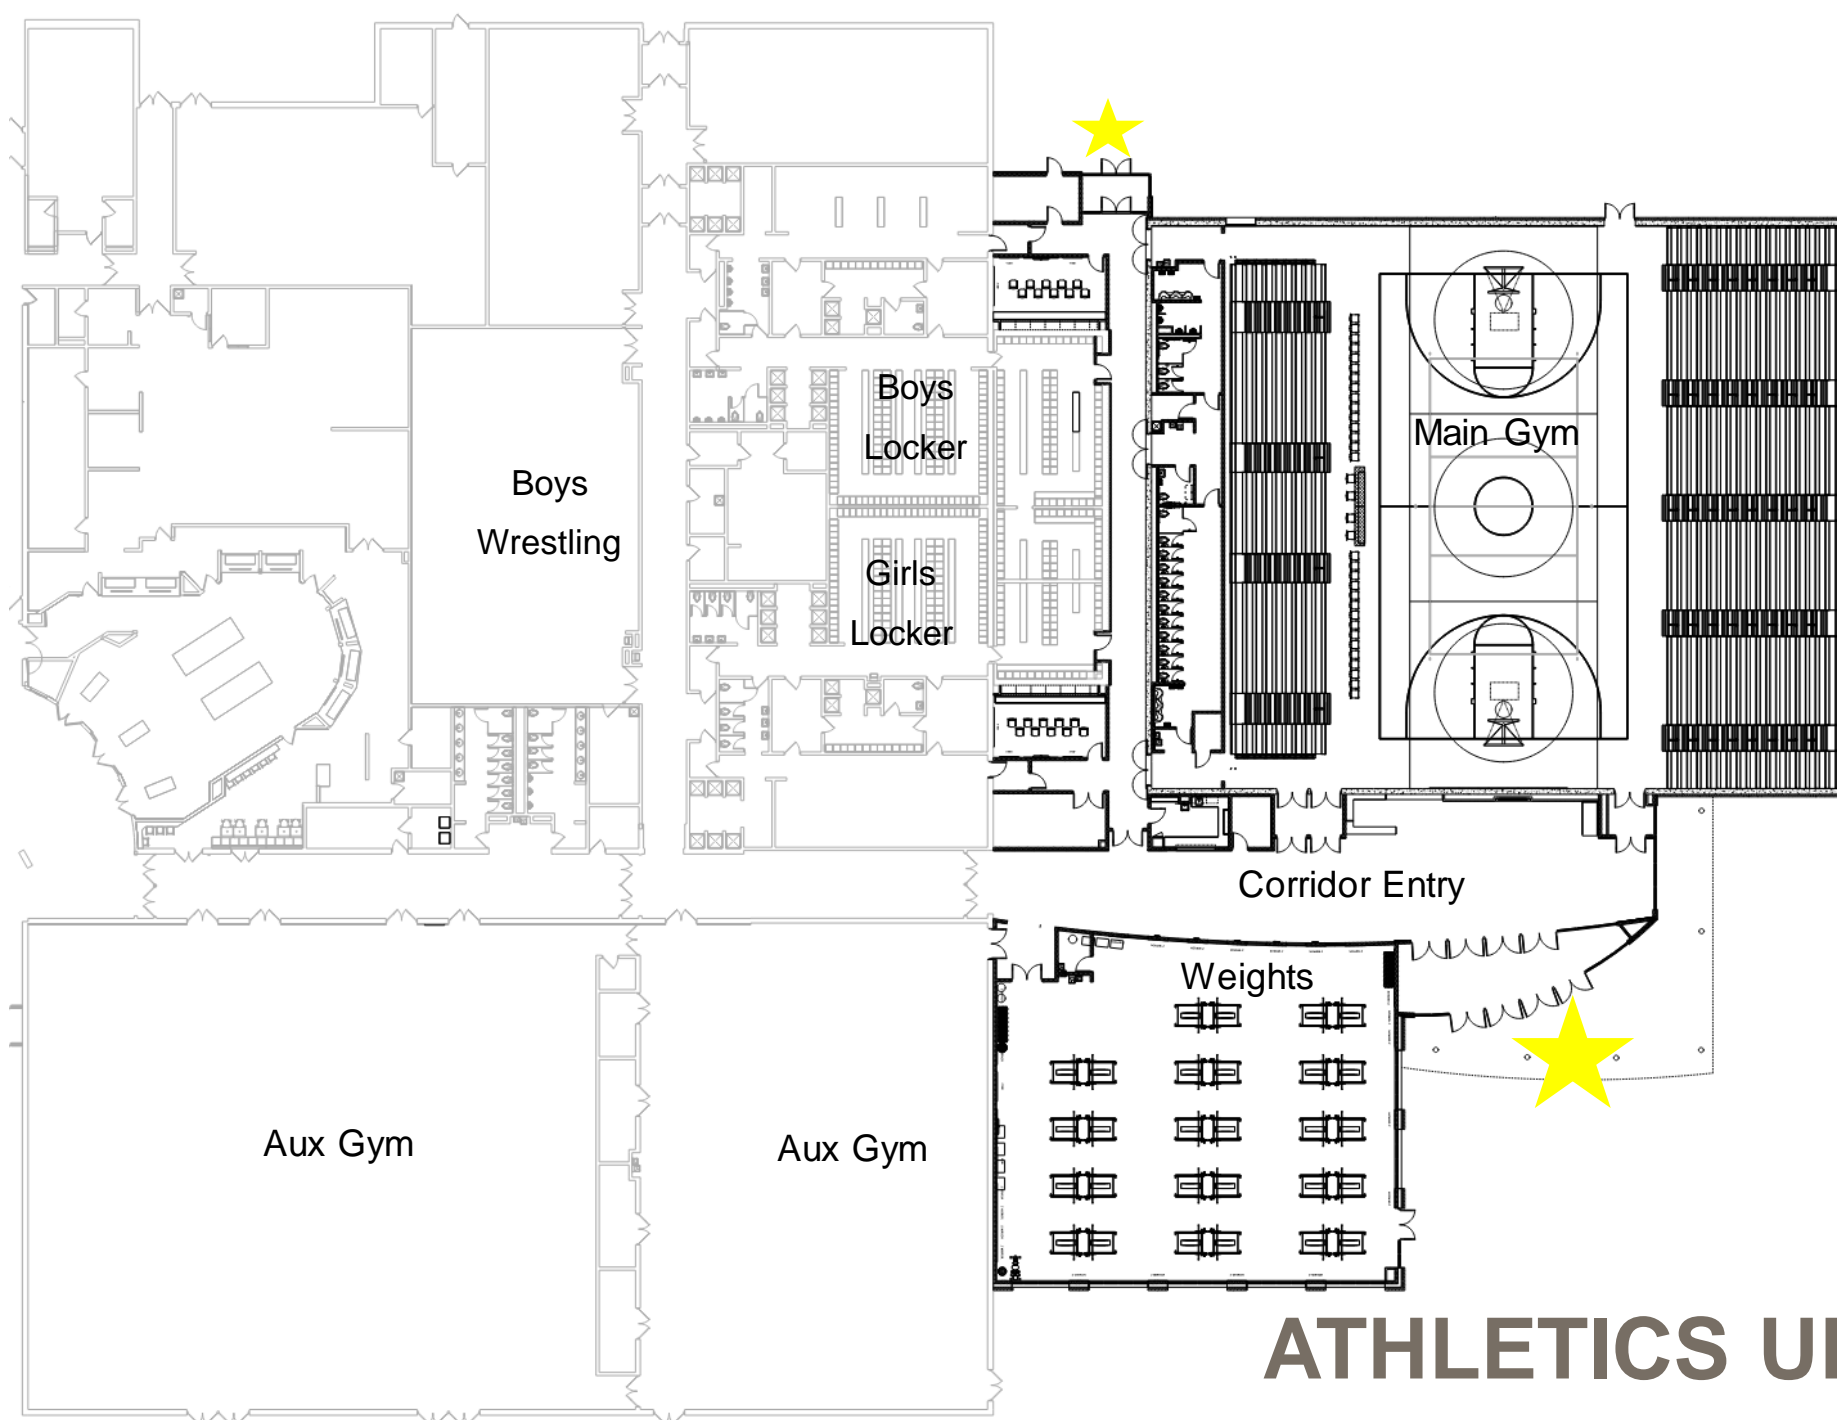 Boys
Locker
Main Gym
Boys
Wrestling
Girls
Locker
Corridor Entry
Weights
Aux Gym
Aux Gym
ATHLETICS